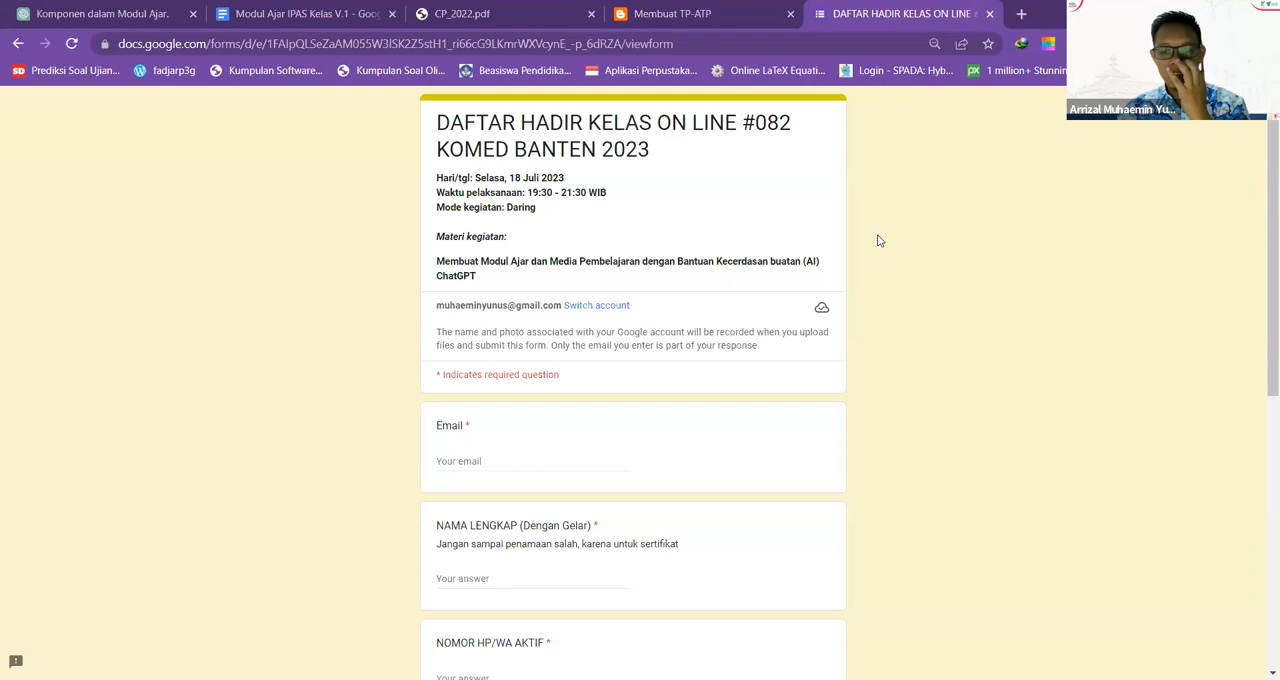 Komponen dalam Modul Ajar.
Modul Ajar IPAS Kelas V.1 - Goo
CP_2022.pdf
Membuat TP-ATP
DAFTAR HADIR KELAS ON LINE #
docs.google.com/forms/d/e/1FAIpQLSeZaAM055W3lSK2Z5stH1_ri66cG9LKmrWXVcynE_-p_6dRZA/viewform
SD Prediksi Soal Ujian...
fadjarp3g
Kumpulan Software...
Kumpulan Soal Oli...
Beasiswa Pendidika...
Aplikasi Perpustaka...
Online LaTeX Equati...
Login - SPADA: Hyb...
px 1 million+ Stunnin
Arrizal Muhaemin Yu...
DAFTAR HADIR KELAS ON LINE #082
KOMED BANTEN 2023
Hari/tgl: Selasa, 18 Juli 2023
Waktu pelaksanaan: 19:30 - 21:30 WIB
Mode kegiatan: Daring
Materi kegiatan:
Membuat Modul Ajar dan Media Pembelajaran dengan Bantuan Kecerdasan buatan (AI)
ChatGPT
muhaeminyunus@gmail.com Switch account
The name and photo associated with your Google account will be recorded when you upload
files and submit this form. Only the email you enter is part of your response.
* Indicates required question
Email *
Your email
NAMA LENGKAP (Dengan Gelar) *
Jangan sampai penamaan salah, karena untuk sertifikat
Your answer
NOMOR HP/WA AKTIF *
Your answer